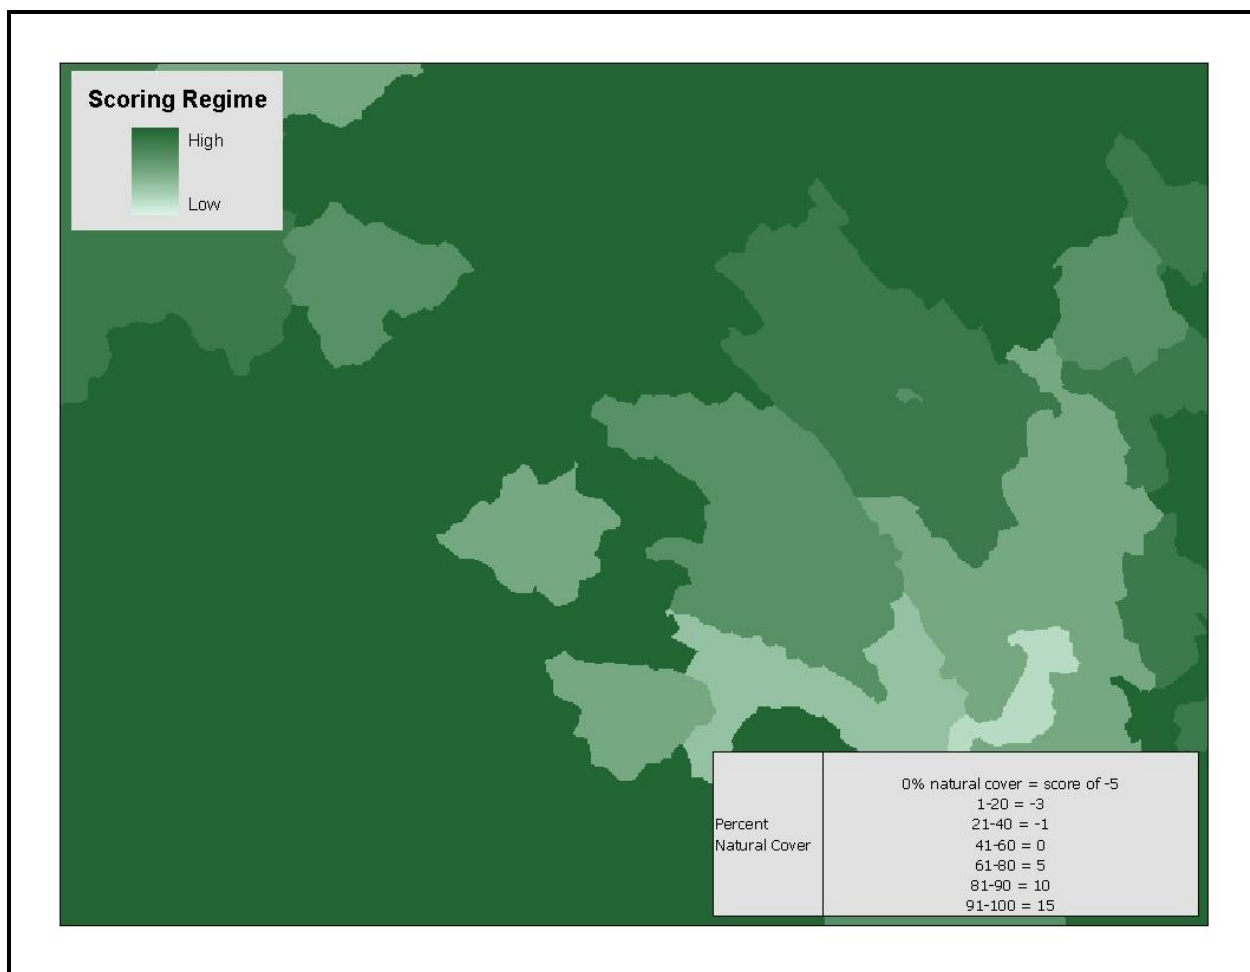 Scoring Regime
High
Low
Percent
Natural Cover
0% natural cover = score of -5
1-20 = -3
21-40 = -1
41-60 = 0
61-80 = 5
81-90 = 10
91-100 = 15